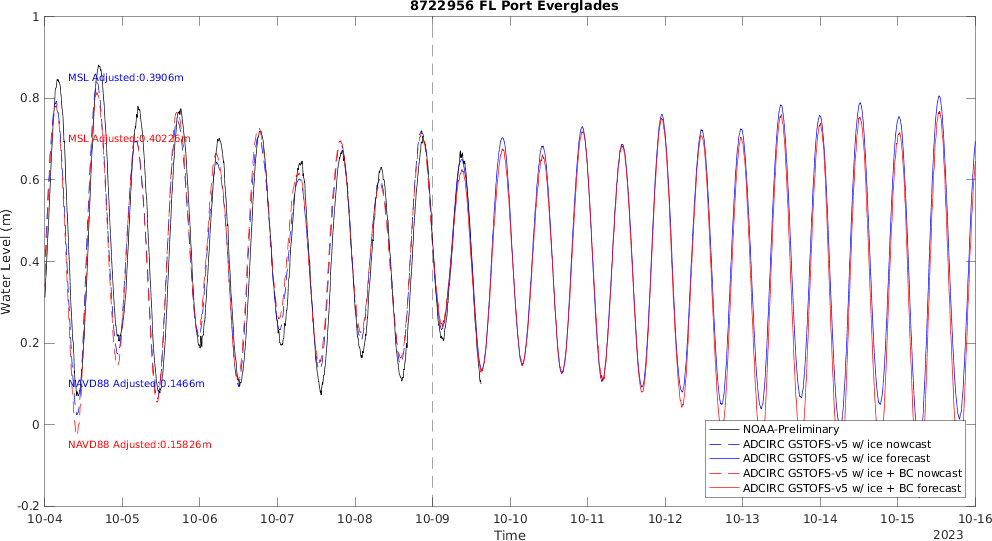 8722956 FL Port Everglades
1
0.8
0.6
0.4
0.2
0
-0.2
Water Level (m)
MSL Adjusted:0.3906m
MSL Adjusted:0.40226m
NAVD88 Adjusted:0.1466m
NAVD88 Adjusted:0.15826m
NOAA-Preliminary
ADCIRC GSTOFS-v5 w/ ice nowcast
ADCIRC GSTOFS-v5 w/ ice forecast
ADCIRC GSTOFS-v5 w/ ice + BC nowcast
ADCIRC GSTOFS-v5 w/ ice + BC forecast
10-04 10-05 10-06 10-07 10-08 10-09 10-10 10-11 10-12 10-13 10-14 10-15 10-16
Time
2023